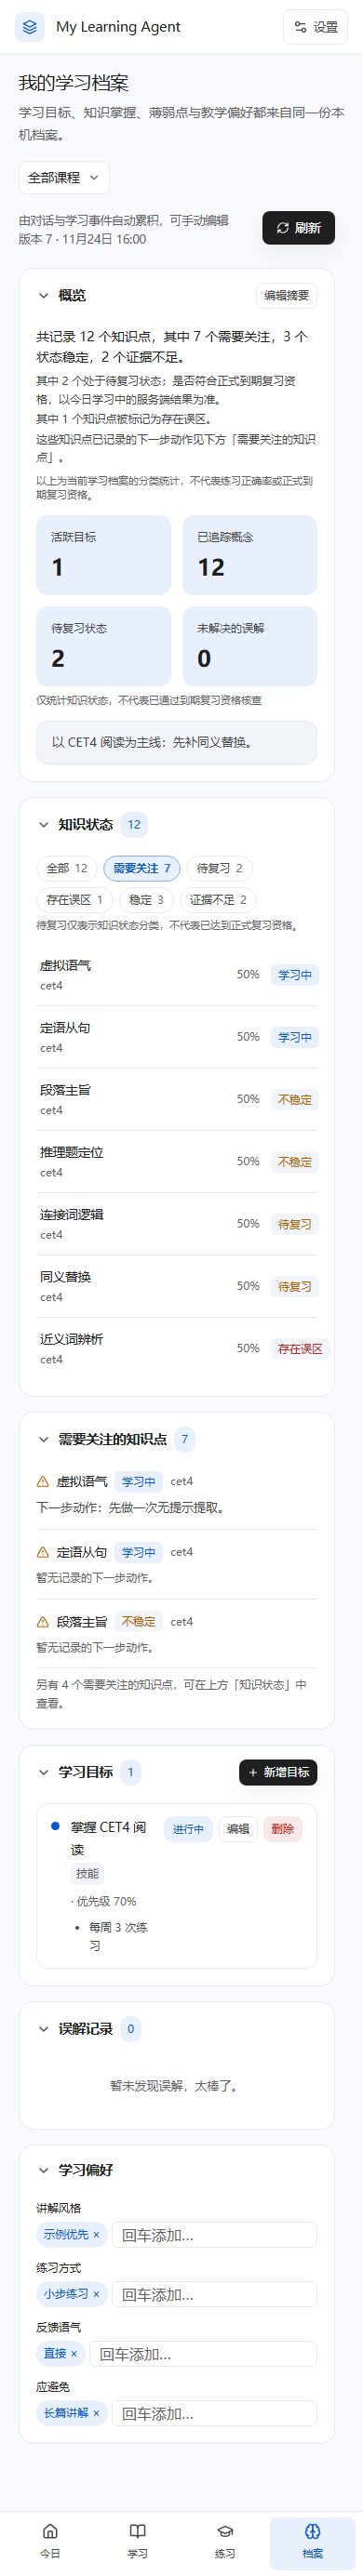 My Learning Agent
设置
我的学习档案
学习目标、知识掌握、薄弱点与教学偏好都来自同一份本
机档案。
全部课程
由对话与学习事件自动累积，可手动编辑
版本 7 · 11月24日 16:00
刷新
概览
编辑摘要
共记录 12 个知识点，其中 7 个需要关注，3 个
状态稳定，2 个证据不足。
其中 2 个处于待复习状态；是否符合正式到期复习资
格，以今日学习中的服务端结果为准。
其中 1 个知识点被标记为存在误区。
这些知识点已记录的下一步动作见下方「需要关注的知识
点」。
以上为当前学习档案的分类统计，不代表练习正确率或正式到
期复习资格。
活跃目标
1
已追踪概念
12
待复习状态
2
未解决的误解
0
仅统计知识状态，不代表已通过到期复习资格核查
以 CET4 阅读为主线：先补同义替换。
知识状态 12
全部 12 需要关注 7 待复习 2
存在误区 1 稳定 3 证据不足 2
待复习仅表示知识状态分类，不代表已达到正式复习资格。
虚拟语气
cet4
50% 学习中
定语从句
cet4
50% 学习中
段落主旨
cet4
50% 不稳定
推理题定位
cet4
50% 不稳定
连接词逻辑
cet4
50% 待复习
同义替换
cet4
50% 待复习
近义词辨析
cet4
50% 存在误区
需要关注的知识点 7
虚拟语气 学习中 cet4
下一步动作：先做一次无提示提取。
定语从句 学习中 cet4
暂无记录的下一步动作。
段落主旨 不稳定 cet4
暂无记录的下一步动作。
另有 4 个需要关注的知识点，可在上方「知识状态」中
查看。
学习目标 1
+ 新增目标
掌握 CET4 阅
读
技能
· 优先级 70%
• 每周 3 次练
习
进行中 编辑 删除
误解记录 0
暂未发现误解，太棒了。
学习偏好
讲解风格
示例优先 × 回车添加...
练习方式
小步练习 × 回车添加...
反馈语气
直接 × 回车添加...
应避免
长篇讲解 × 回车添加...
今日 学习 练习 档案